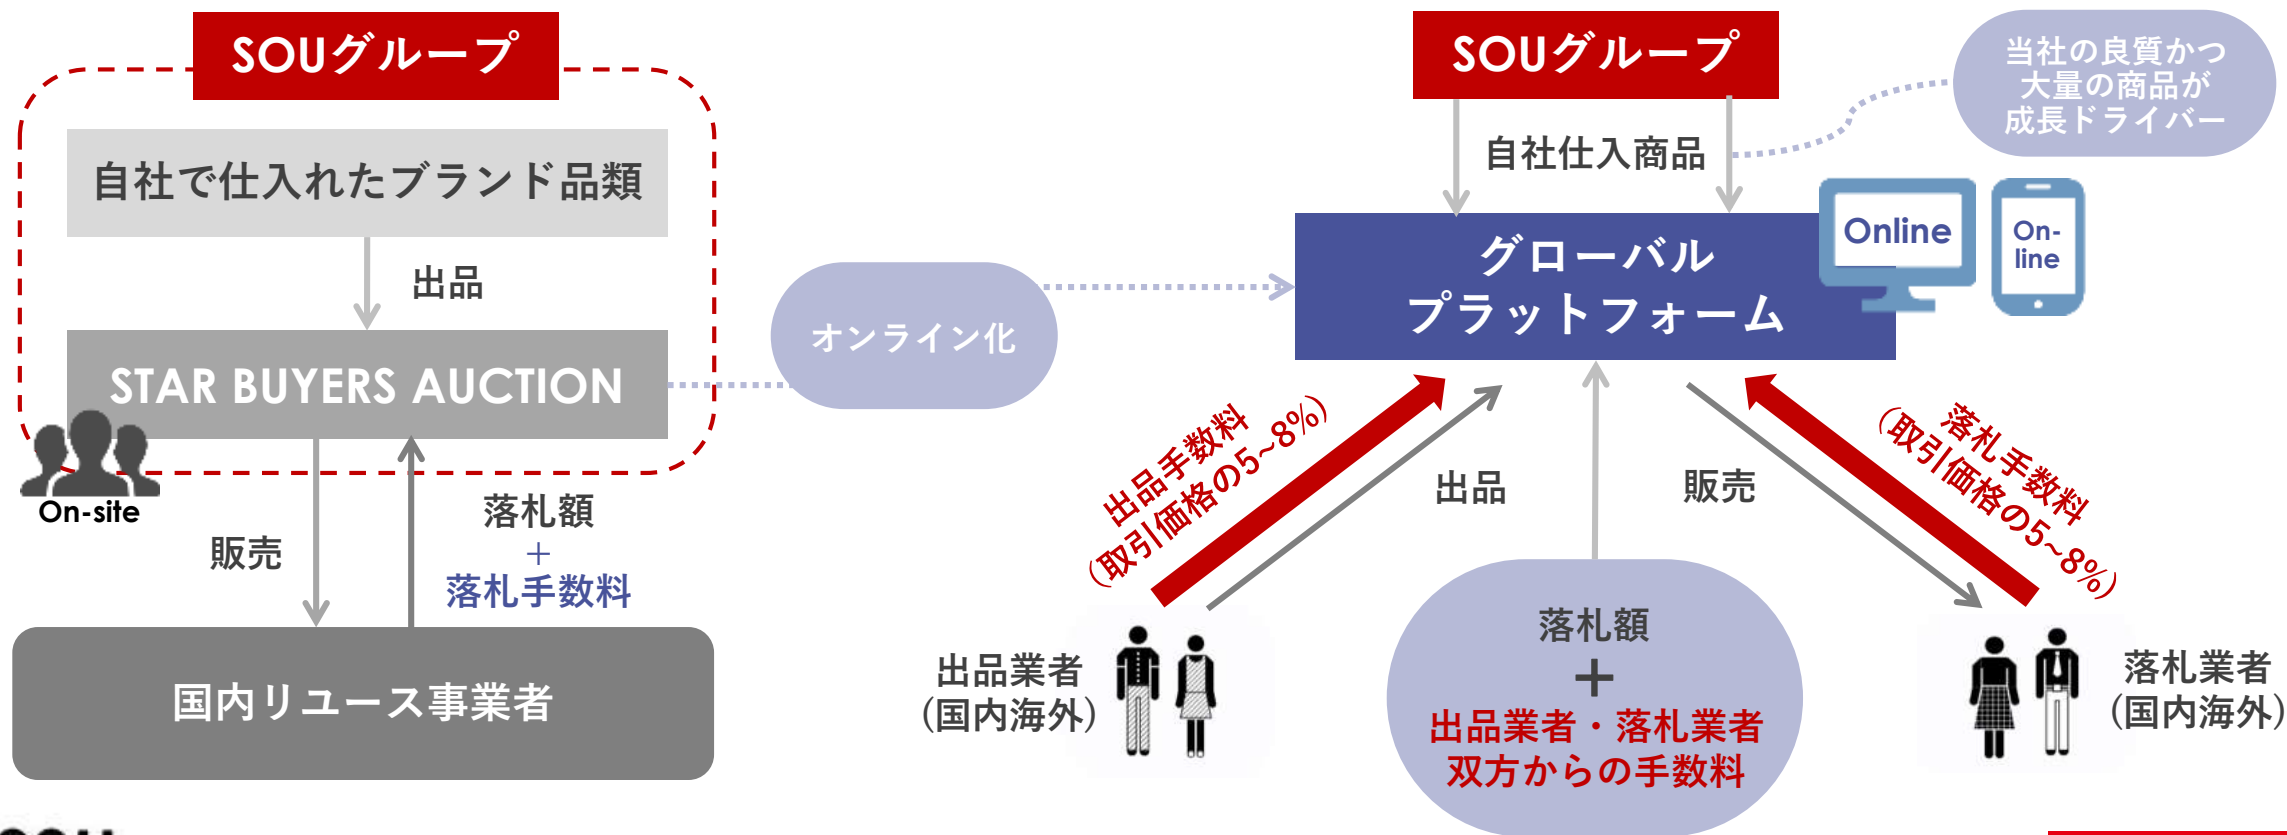 SOUグループ
自社で仕入れたブランド品類
出品
STAR BUYERS AUCTION
On-site
販売
落札額
+
落札手数料
国内リユース事業者
オンライン化
SOUグループ
自社仕入商品
当社の良質かつ
大量の商品が
成長ドライバー
グローバル
プラットフォーム
Online
On-
line
出品手数料
(取引価格の5~8%)
出品
販売
落札手数料
(取引価格の5~8%)
出品業者
(国内海外)
落札額
+
出品業者・落札業者
双方からの手数料
落札業者
(国内海外)